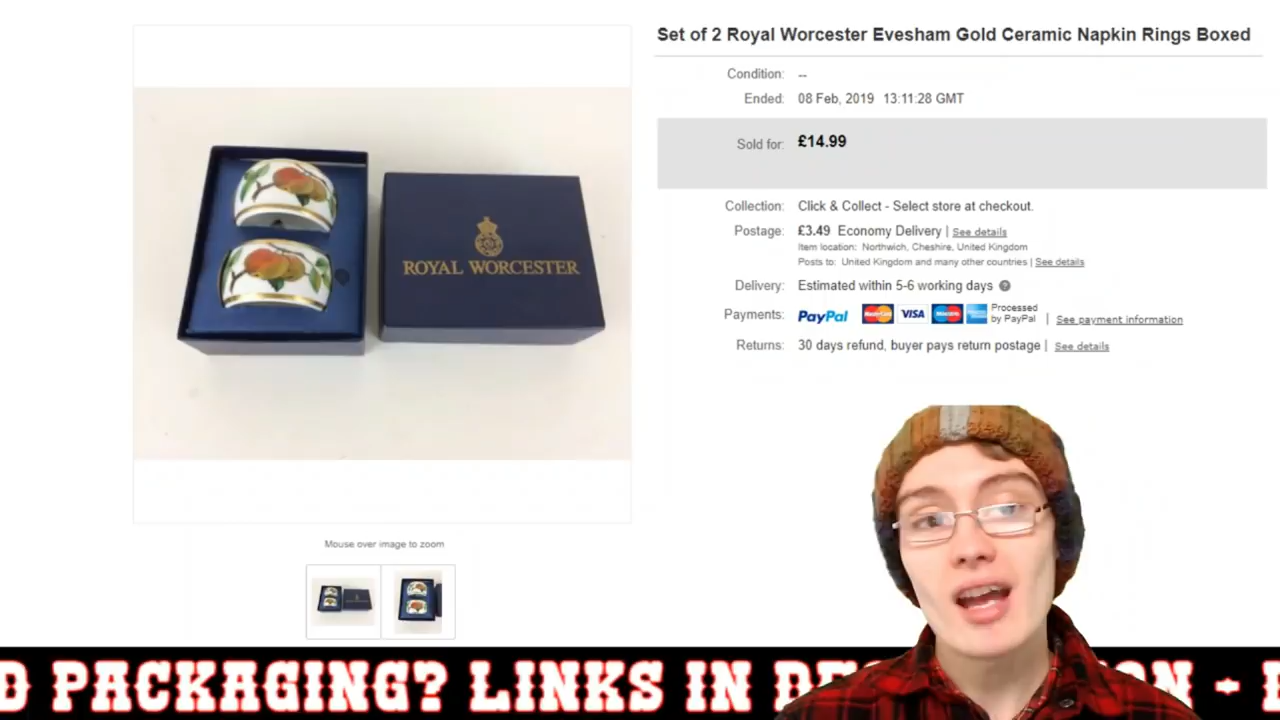 Set of 2 Royal Worcester Evesham Gold Ceramic Napkin Rings Boxed
Condition: --
Ended: 08 Feb, 2019 13:11:28 GMT
Sold for: £14.99
Collection: Click & Collect - Select store at checkout.
Postage: £3.49 Economy Delivery | See details
Item location: Northwich, Cheshire, United Kingdom
Posts to: United Kingdom and many other countries | See details
Delivery: Estimated within 5-6 working days ?
Payments: PayPal MasterCard VISA Processed by PayPal | See payment information
Returns: 30 days refund, buyer pays return postage | See details
ROYAL WORCESTER
Mouse over image to zoom
D PACKAGING? LINKS IN